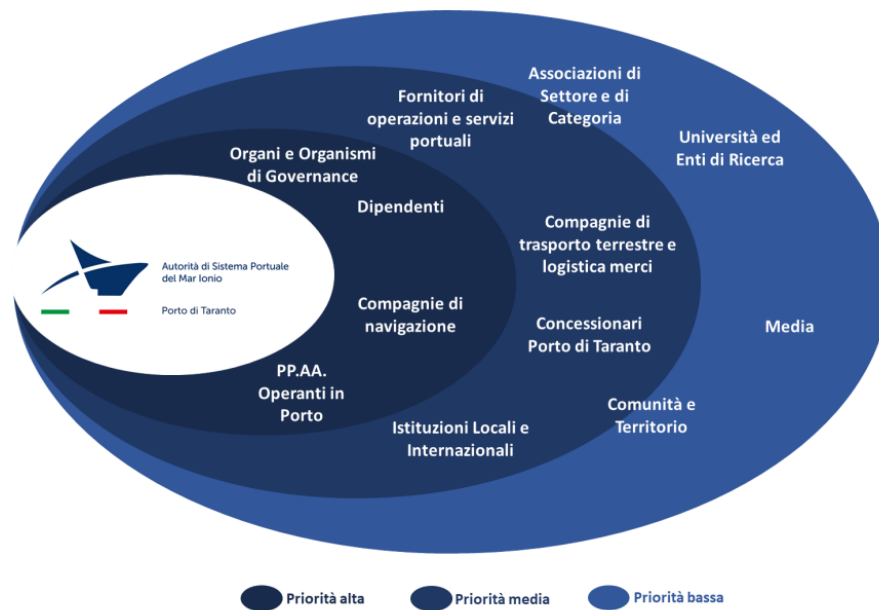 Associazioni di
Settore e di
Categoria
Fornitori di
operazioni e servizi
portuali
Università ed
Enti di Ricerca
Organi e Organismi
di Governance
Dipendenti
Compagnie di
trasporto terrestre e
logistica merci
Autorità di Sistema Portuale
del Mar Ionio
Porto di Taranto
Compagnie di
navigazione
Concessionari
Porto di Taranto
Media
PP.AA.
Operanti in
Porto
Istituzioni Locali e
Internazionali
Comunità e
Territorio
Priorità alta
Priorità media
Priorità bassa